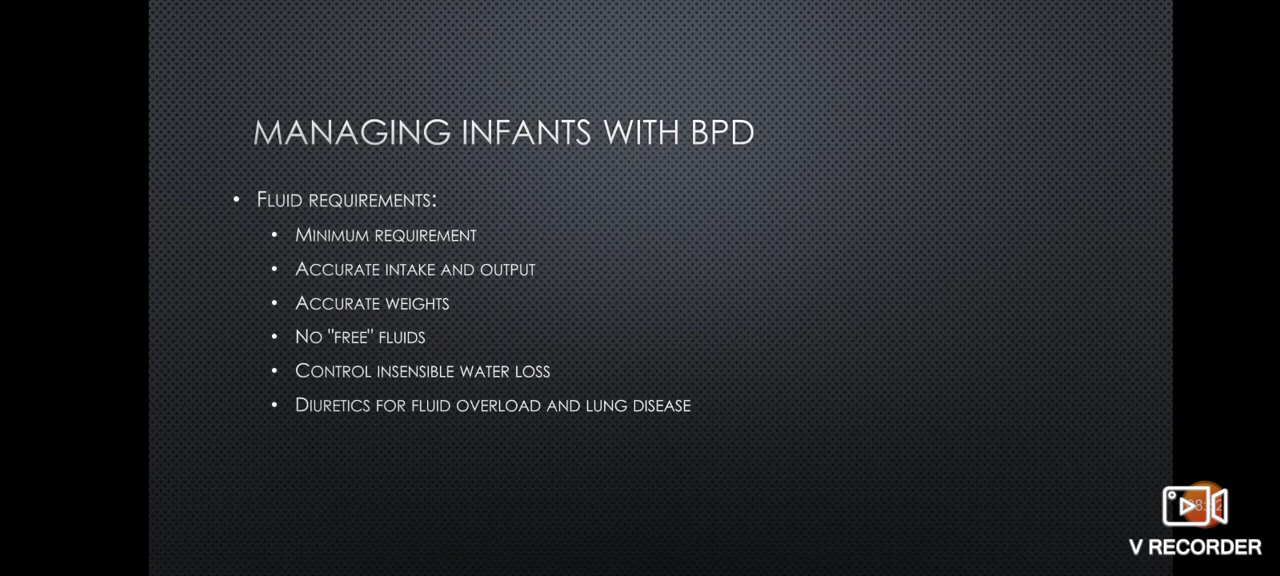 MANAGING INFANTS WITH BPD
• FLUID REQUIREMENTS:
• MINIMUM REQUIREMENT
• ACCURATE INTAKE AND OUTPUT
• ACCURATE WEIGHTS
• NO "FREE" FLUIDS
• CONTROL INSENSIBLE WATER LOSS
• DIURETICS FOR FLUID OVERLOAD AND LUNG DISEASE
V RECORDER